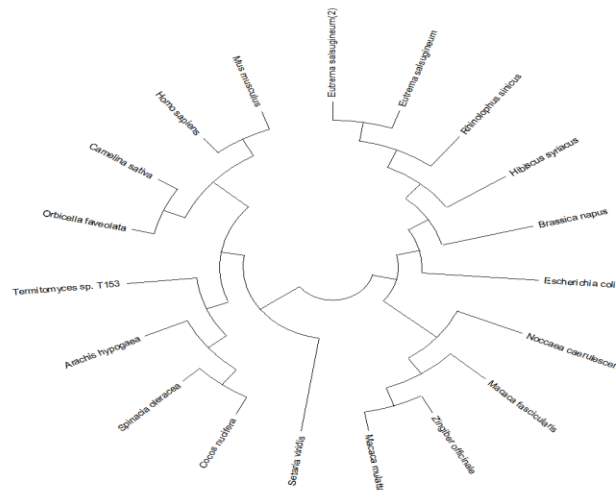 Eutrema salsugineum(2)
Eutrema salsugineum
Rhinolophus sinicus
Hibiscus syriacus
Brassica napus
Escherichia coli
Noccaea caerulescen
Macaca fascicularis
Zingiber officinale
Macaca mulatta
Setaria viridis
Cocos nucifera
Spinacia oleracea
Arachis hypogaea
Termitomyces sp. T153
Orbicella faveolata
Camelina sativa
Homo sapiens
Mus musculus